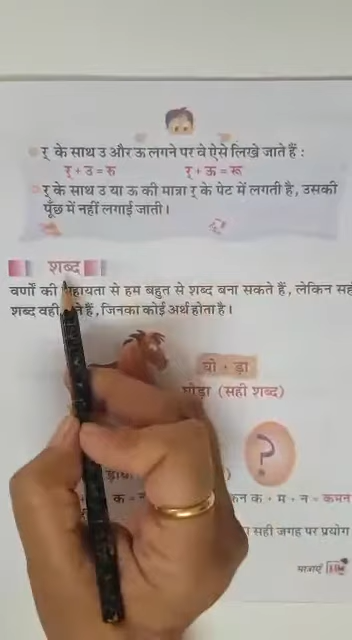 र् के साथ उ और ऊ लगने पर वे ऐसे लिखे जाते हैं :
र् + उ = रु र् + ऊ = रू
र् के साथ उ या ऊ की मात्रा र् के पेट में लगती है, उसकी
पूँछ में नहीं लगाई जाती।
शब्द
वर्णों की सहायता से हम बहुत से शब्द बना सकते हैं, लेकिन
शब्द वही हैं, जिनका कोई अर्थ होता है।
घो + ड़ा
घोड़ा (सही शब्द)
?
क = म + न = कमन
सही जगह पर प्रयोग
मात्राएँ